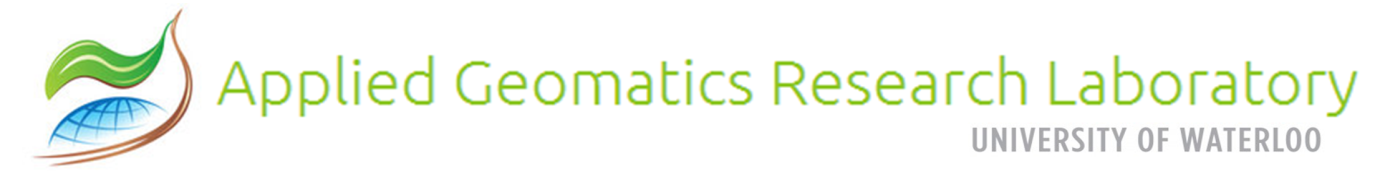 Applied Geomatics Research Laboratory
UNIVERSITY OF WATERLOO